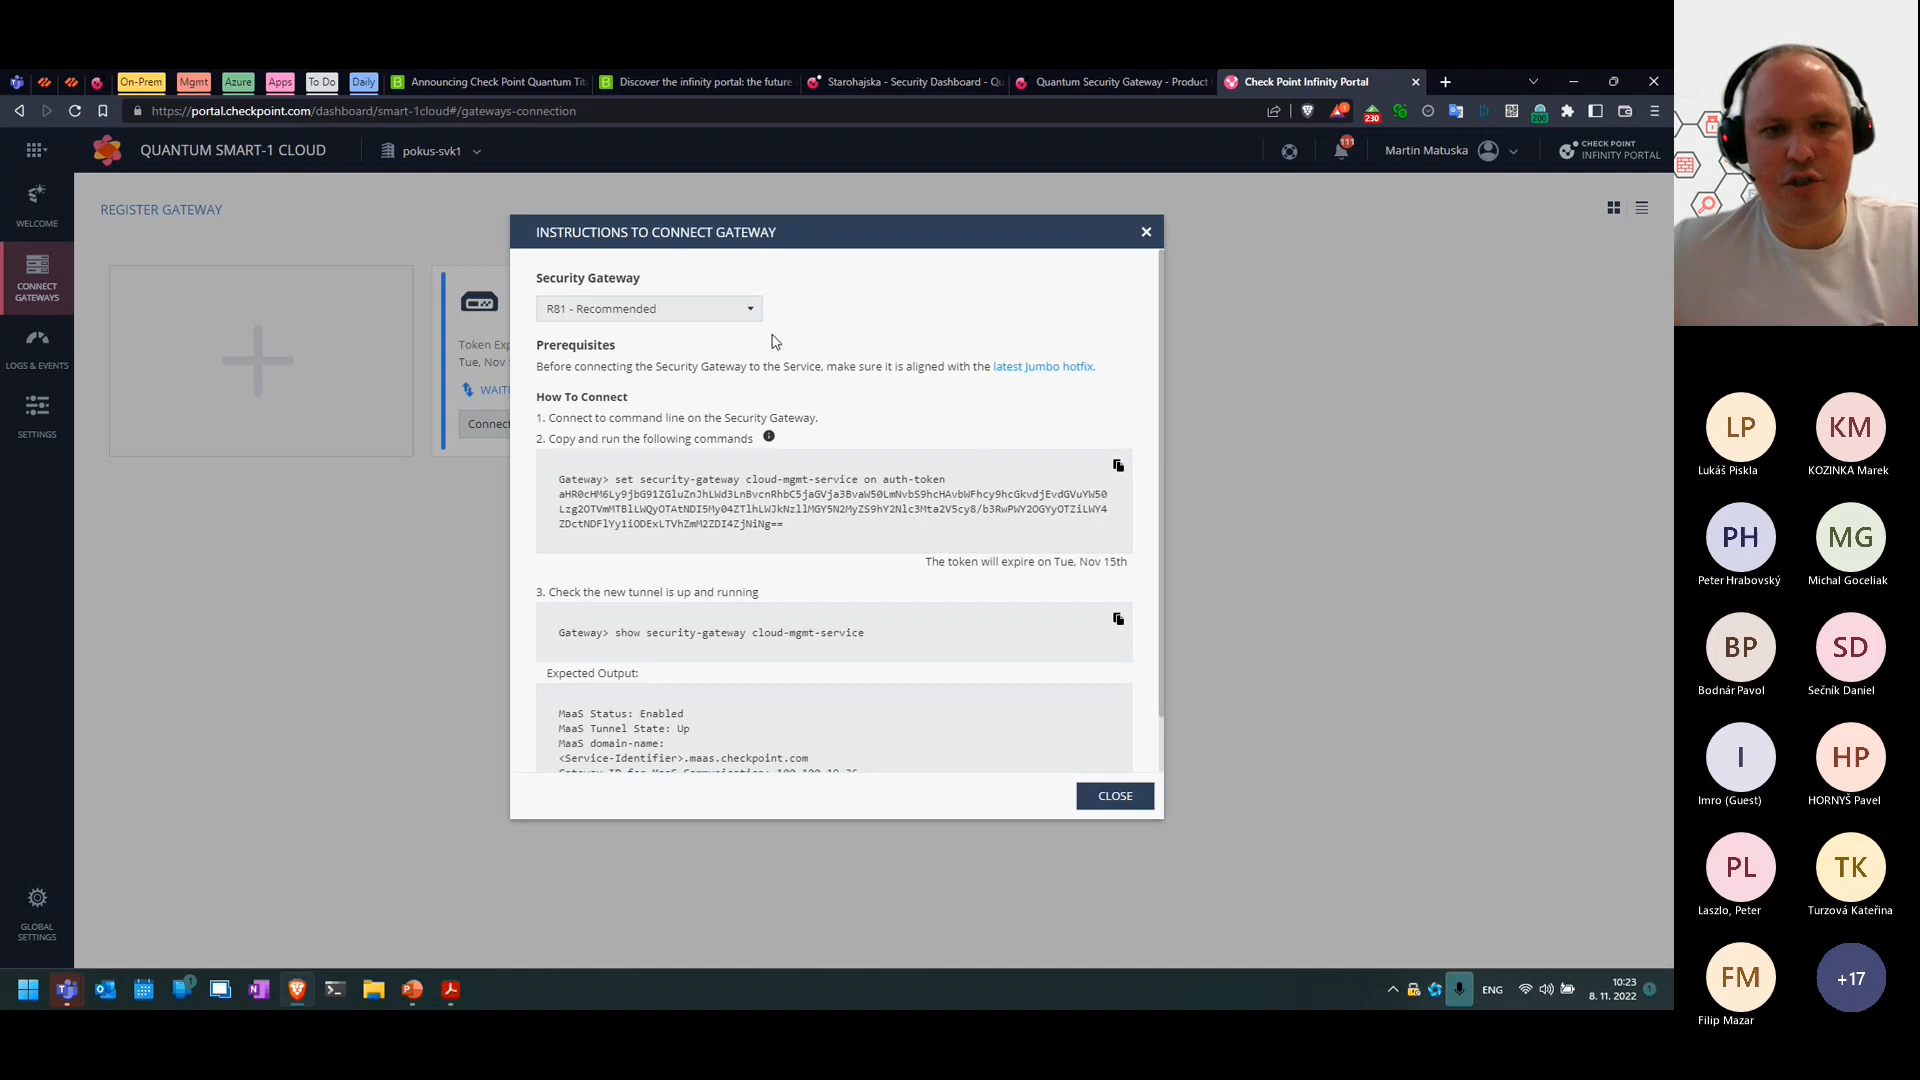 On-Prem
Mgmt
Azure
Apps
To Do
Daily
Announcing Check Point Quantum Tit
Discover the infinity portal: the future
Starohajska - Security Dashboard - Qu
Quantum Security Gateway - Product
Check Point Infinity Portal
https://portal.checkpoint.com/dashboard/smart-1cloud#/gateways-connection
230
200
QUANTUM SMART-1 CLOUD
pokus-svk1
111
Martin Matuska
CHECK POINT
INFINITY PORTAL
WELCOME
CONNECT
GATEWAYS
LOGS & EVENTS
SETTINGS
GLOBAL
SETTINGS
REGISTER GATEWAY
Token Exp
Tue, Nov
WAITI
Connect
INSTRUCTIONS TO CONNECT GATEWAY
Security Gateway
R81 - Recommended
Prerequisites
Before connecting the Security Gateway to the Service, make sure it is aligned with the latest Jumbo hotfix.
How To Connect
1. Connect to command line on the Security Gateway.
2. Copy and run the following commands
Gateway> set security-gateway cloud-mgmt-service on auth-token
The token will expire on Tue, Nov 15th
3. Check the new tunnel is up and running
Gateway> show security-gateway cloud-mgmt-service
Expected Output:
MaaS Status: Enabled
MaaS Tunnel State: Up
MaaS domain-name:
<Service-Identifier>.maas.checkpoint.com
CLOSE
ENG
10:23
8. 11. 2022
1
LP
Lukáš Piskla
KM
KOZINKA Marek
PH
Peter Hrabovský
MG
Michal Goceliak
BP
Bodnár Pavol
SD
Sečník Daniel
I
Imro (Guest)
HP
HORNYŠ Pavel
PL
Laszlo, Peter
TK
Turzová Kateřina
FM
Filip Mazar
+17